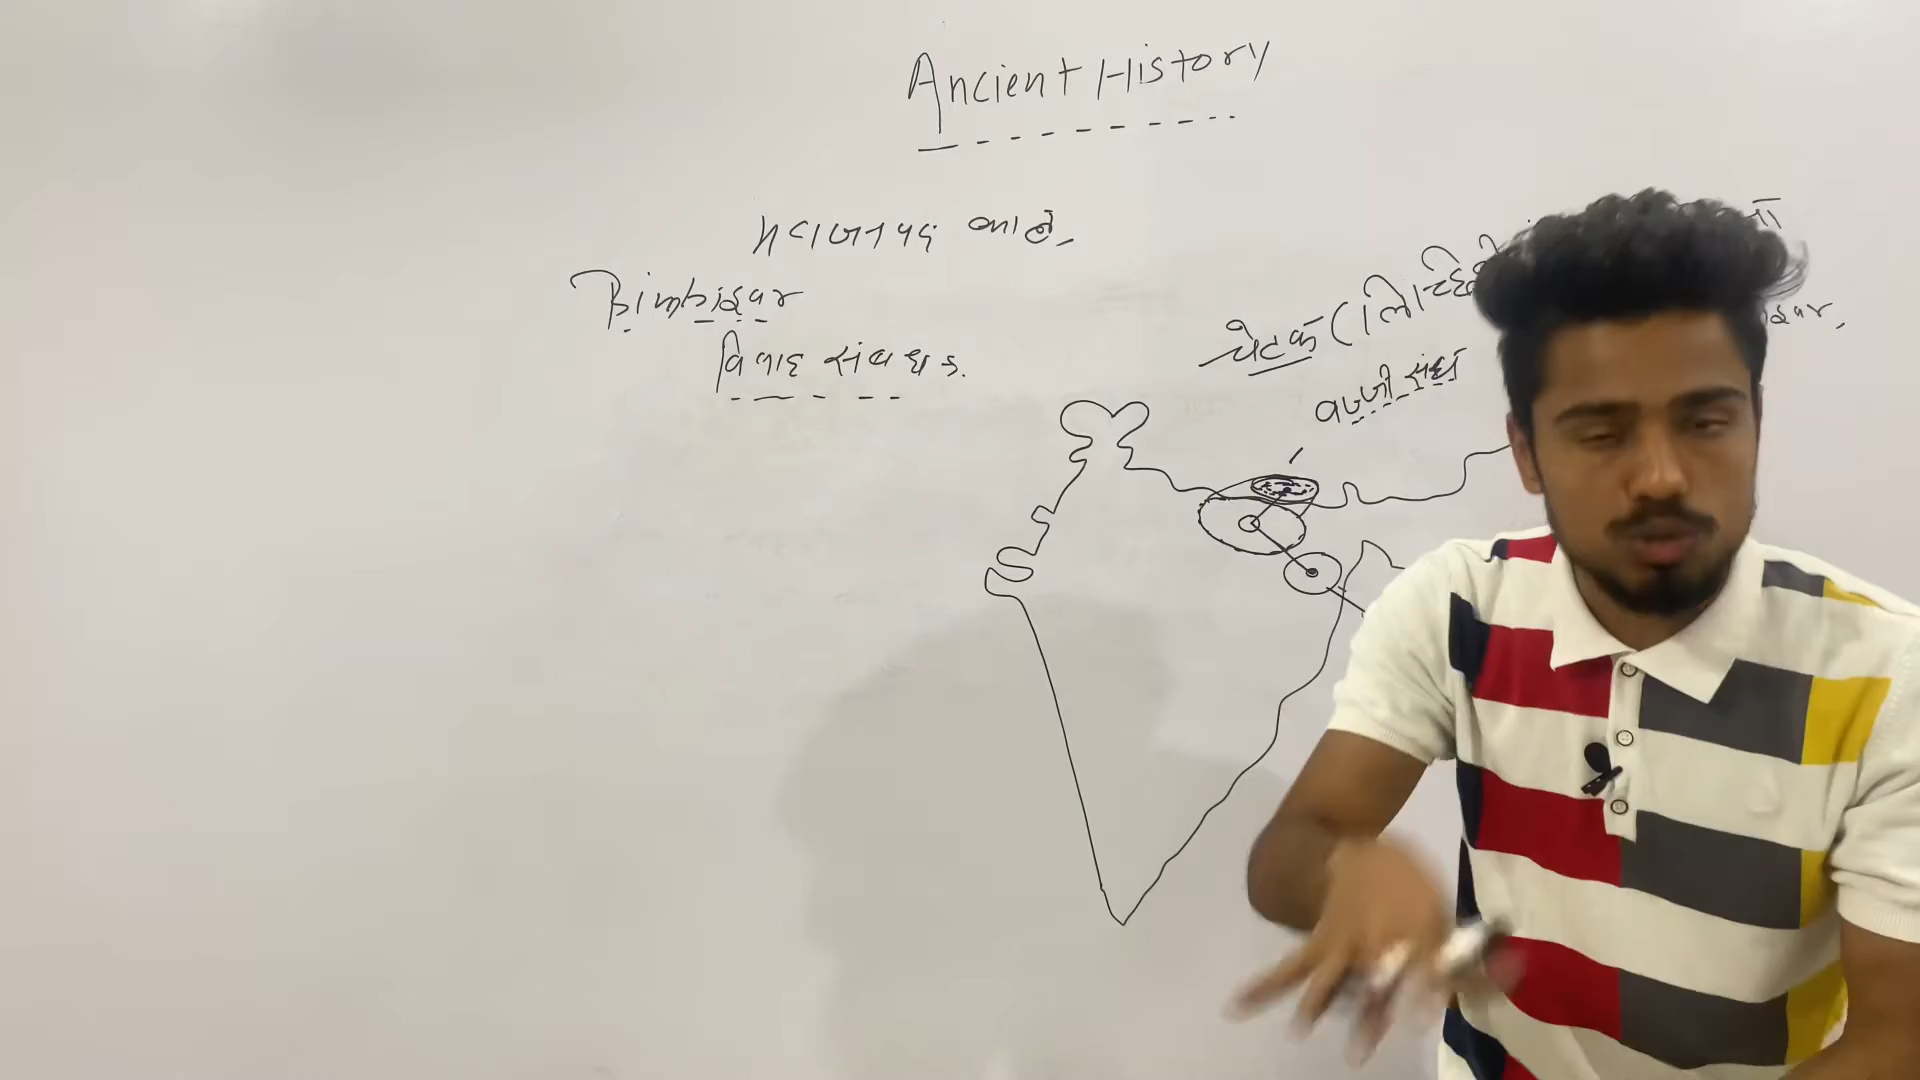 Ancient History
મહાજનપદ કાળ
Bimbisar
વિવાહ સંબંધ
ચેટક (લિચ્છવી
વજ્જી સંઘ